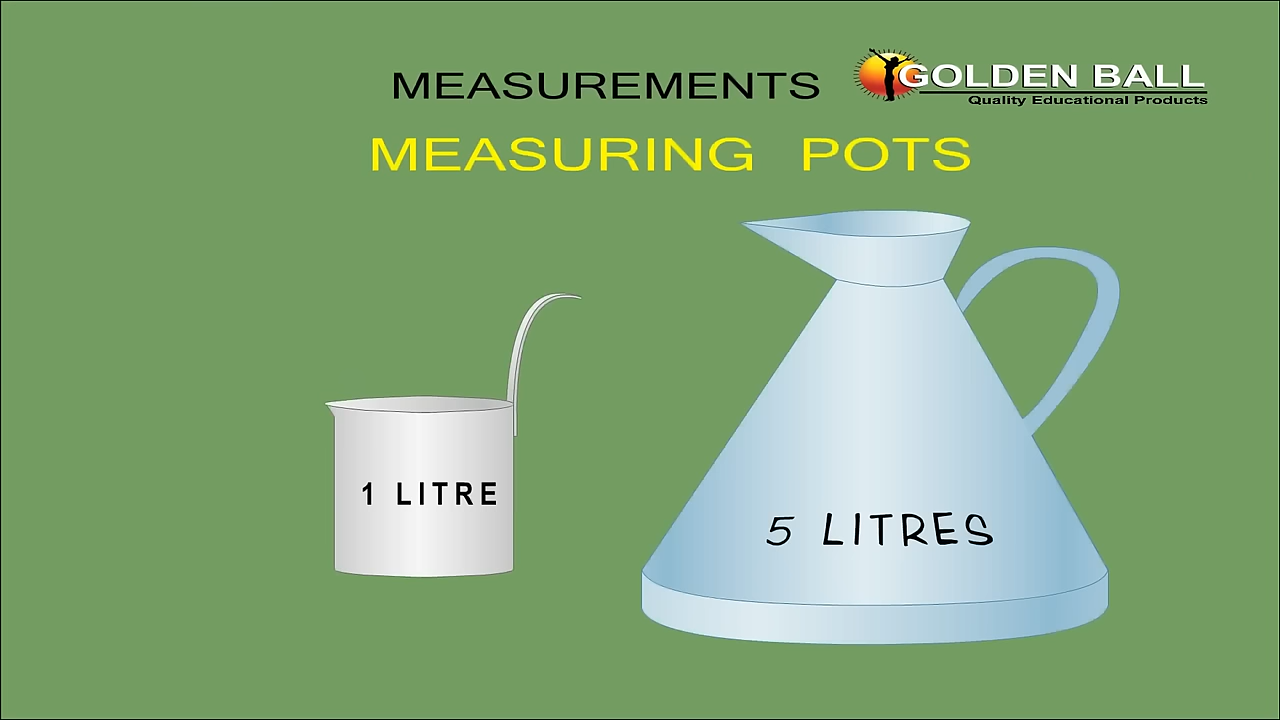 MEASUREMENTS
GOLDEN BALL
Quality Educational Products
MEASURING POTS
1 LITRE
5 LITRES